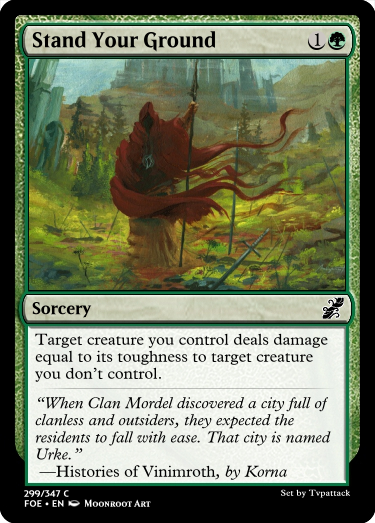 Stand Your Ground 1
Sorcery
Target creature you control deals damage
equal to its toughness to target creature
you don't control.
“When Clan Mordel discovered a city full of
clanless and outsiders, they expected the
residents to fall with ease. That city is named
Urke.”
—Histories of Vinimroth, by Korna
299/347 C
Set by Tvpattack
FOE • EN Moonroot Art